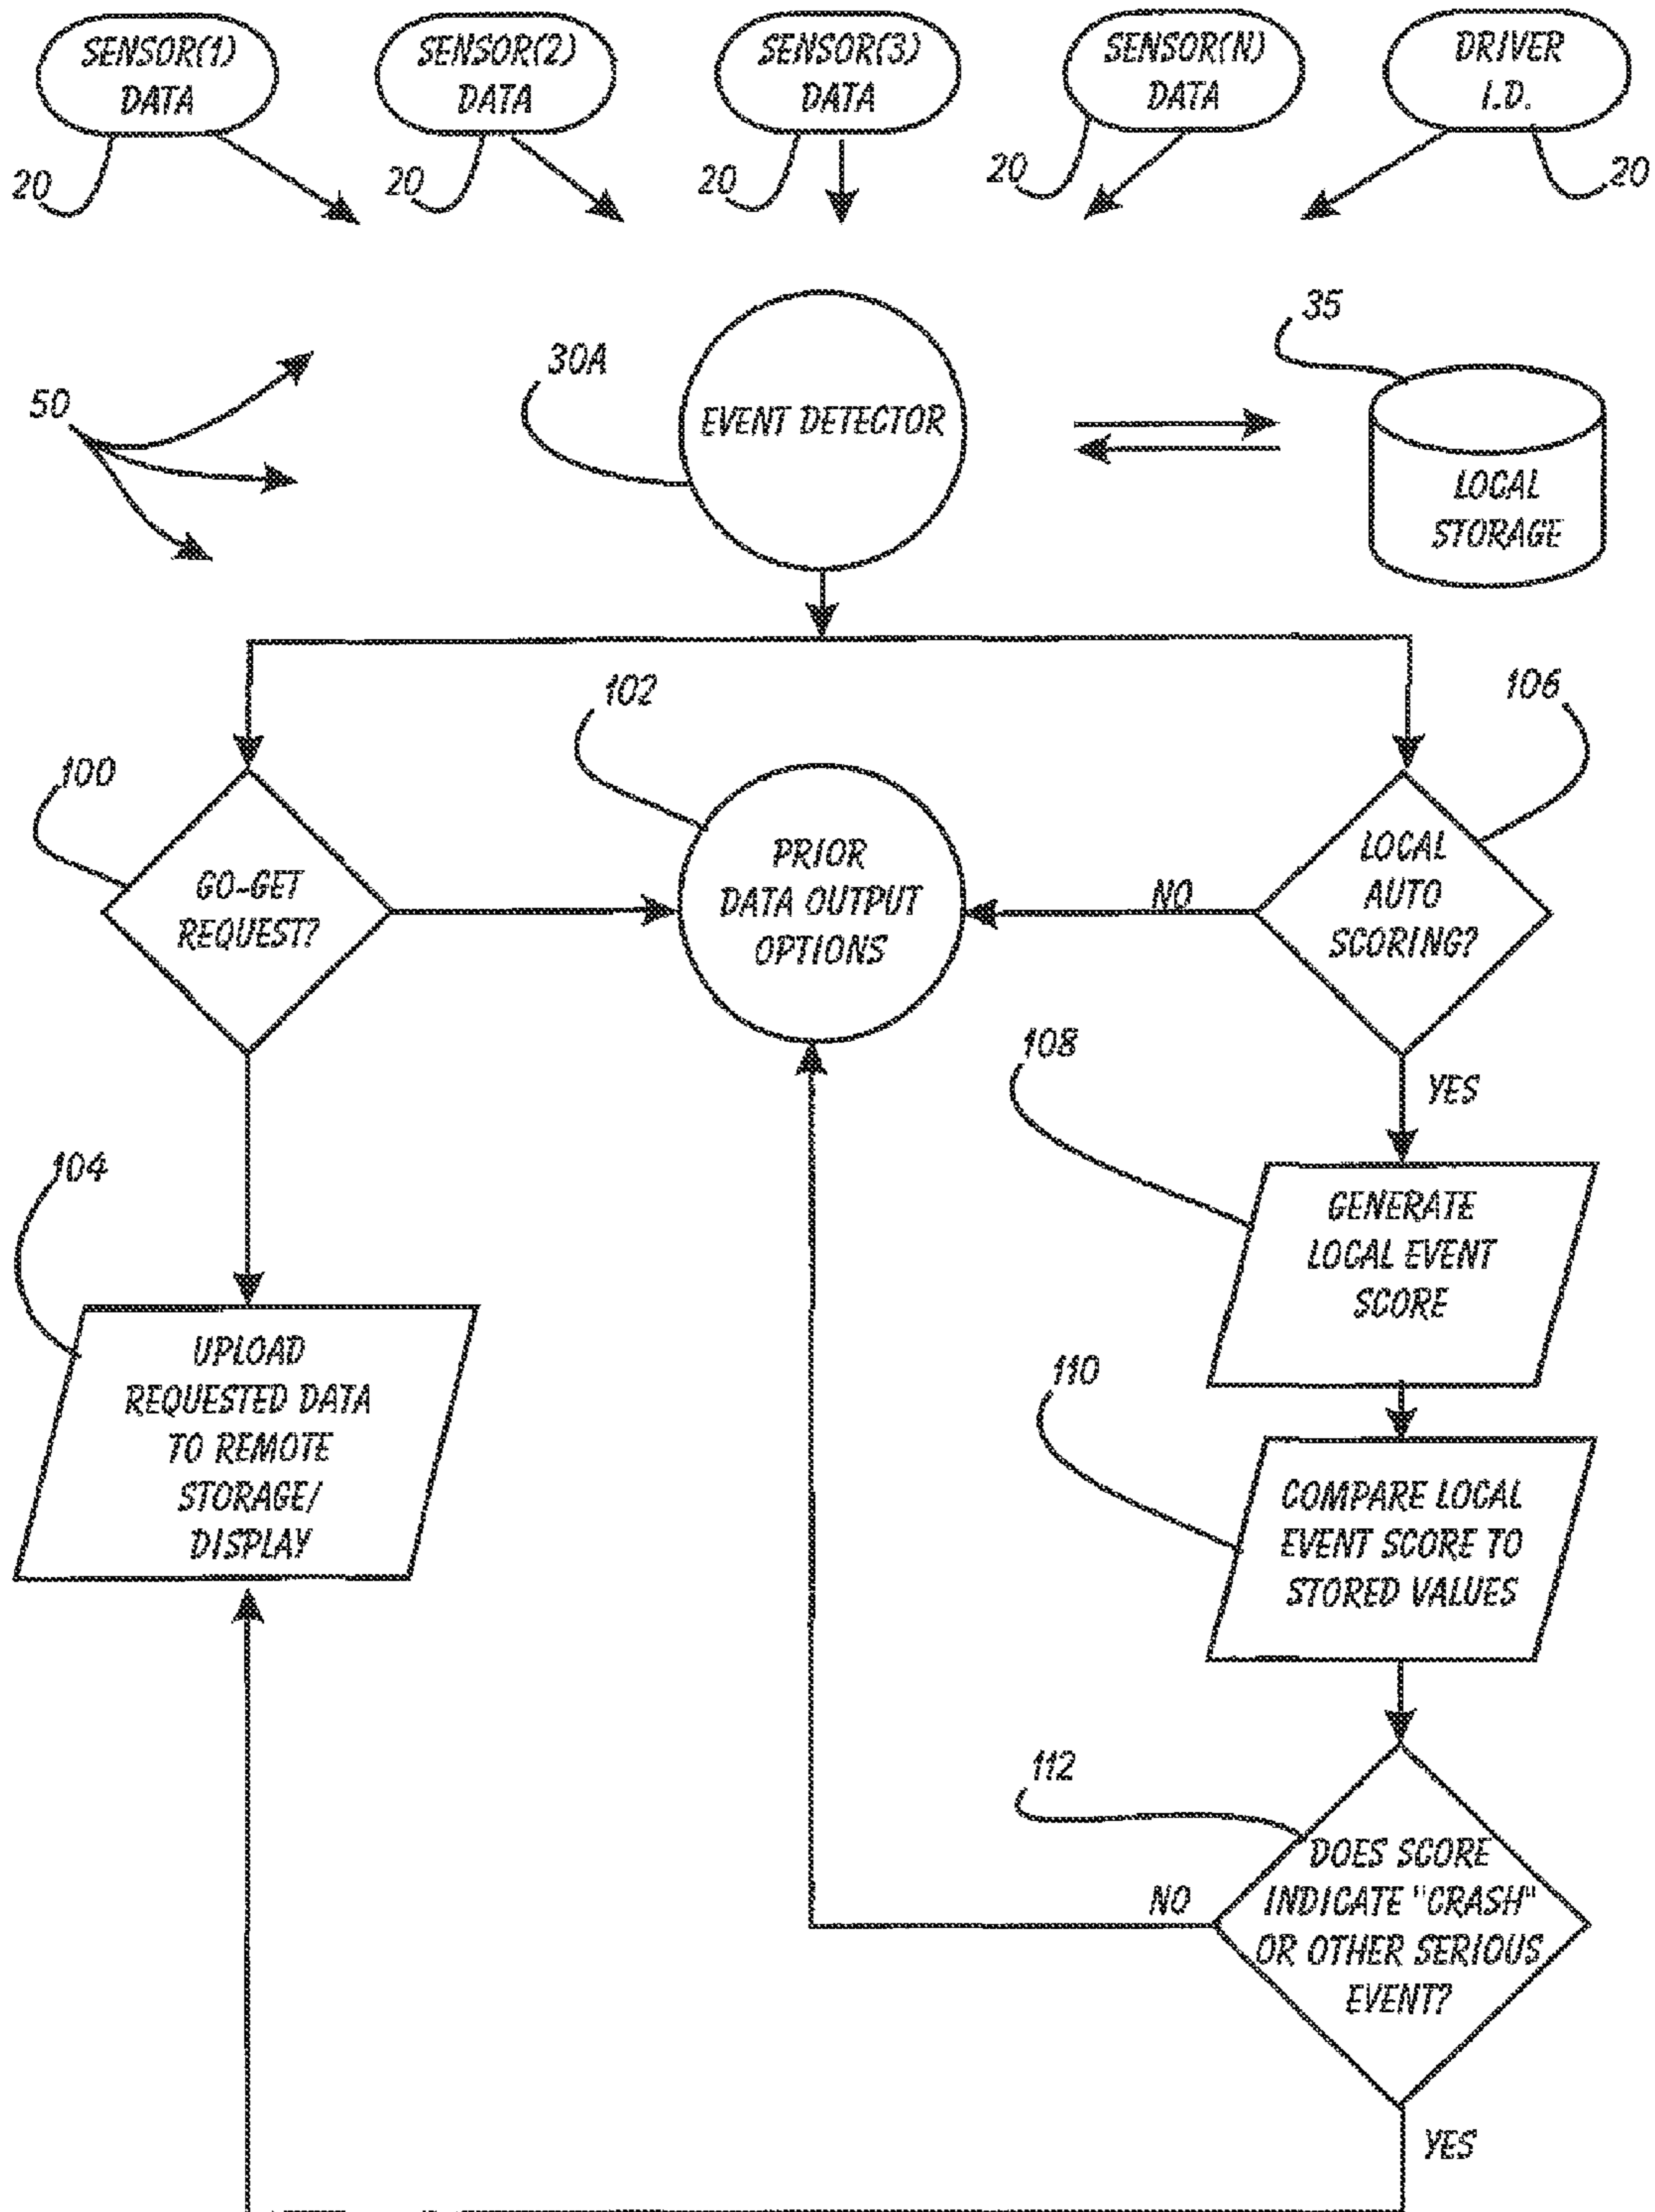 SENSOR(1)
DATA
SENSOR(2)
DATA
SENSOR(3)
DATA
SENSOR(N)
DATA
DRIVER
I.D.
20
20
20
20
20
50
30A
EVENT DETECTOR
35
LOCAL
STORAGE
100
GO-GET
REQUEST?
102
PRIOR
DATA OUTPUT
OPTIONS
NO
106
LOCAL
AUTO
SCORING?
YES
108
GENERATE
LOCAL EVENT
SCORE
104
UPLOAD
REQUESTED DATA
TO REMOTE
STORAGE/
DISPLAY
110
COMPARE LOCAL
EVENT SCORE TO
STORED VALUES
112
DOES SCORE
INDICATE "CRASH"
OR OTHER SERIOUS
EVENT?
NO
YES